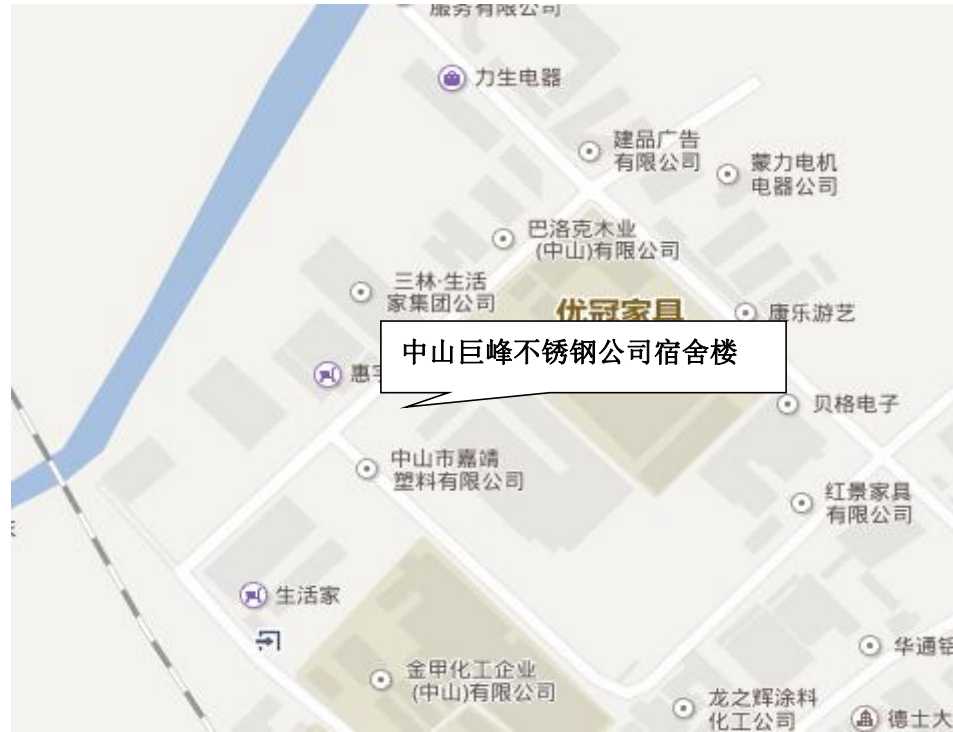 服务有限公司
力生电器
建品广告
有限公司
蒙力电机
电器公司
巴洛克木业
(中山)有限公司
三林·生活
家集团公司
优冠家具
康乐游艺
中山巨峰不锈钢公司宿舍楼
惠
贝格电子
中山市嘉靖
塑料有限公司
红景家具
有限公司
生活家
华通铝
金甲化工企业
(中山)有限公司
龙之辉涂料
化工公司
德士大